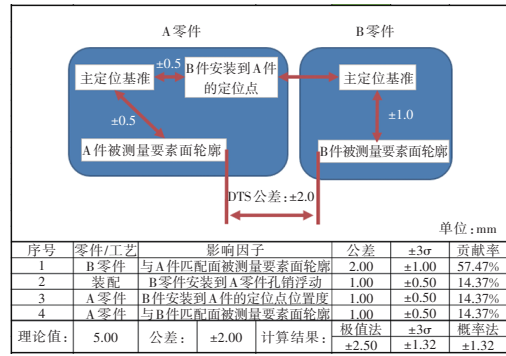 A零件
B零件
主定位基准
±0.5
B件安装到A件
的定位点
主定位基准
±0.5
±1.0
A件被测量要素面轮廓
B件被测量要素面轮廓
DTS公差:±2.0
单位:mm
序号 零件/工艺 影响因子 公差 ±3σ 贡献率
1 B零件 与A件匹配面被测量要素面轮廓 2.00 ±1.00 57.47%
2 装配 B零件安装到A零件孔销浮动 1.00 ±0.50 14.37%
3 A零件 B件安装到A件的定位点位置度 1.00 ±0.50 14.37%
4 A零件 与B件匹配面被测量要素面轮廓 1.00 ±0.50 14.37%
理论值: 5.00 公差: ±2.00 计算结果: 极值法 ±3σ 概率法
±2.50 ±1.32 ±1.32